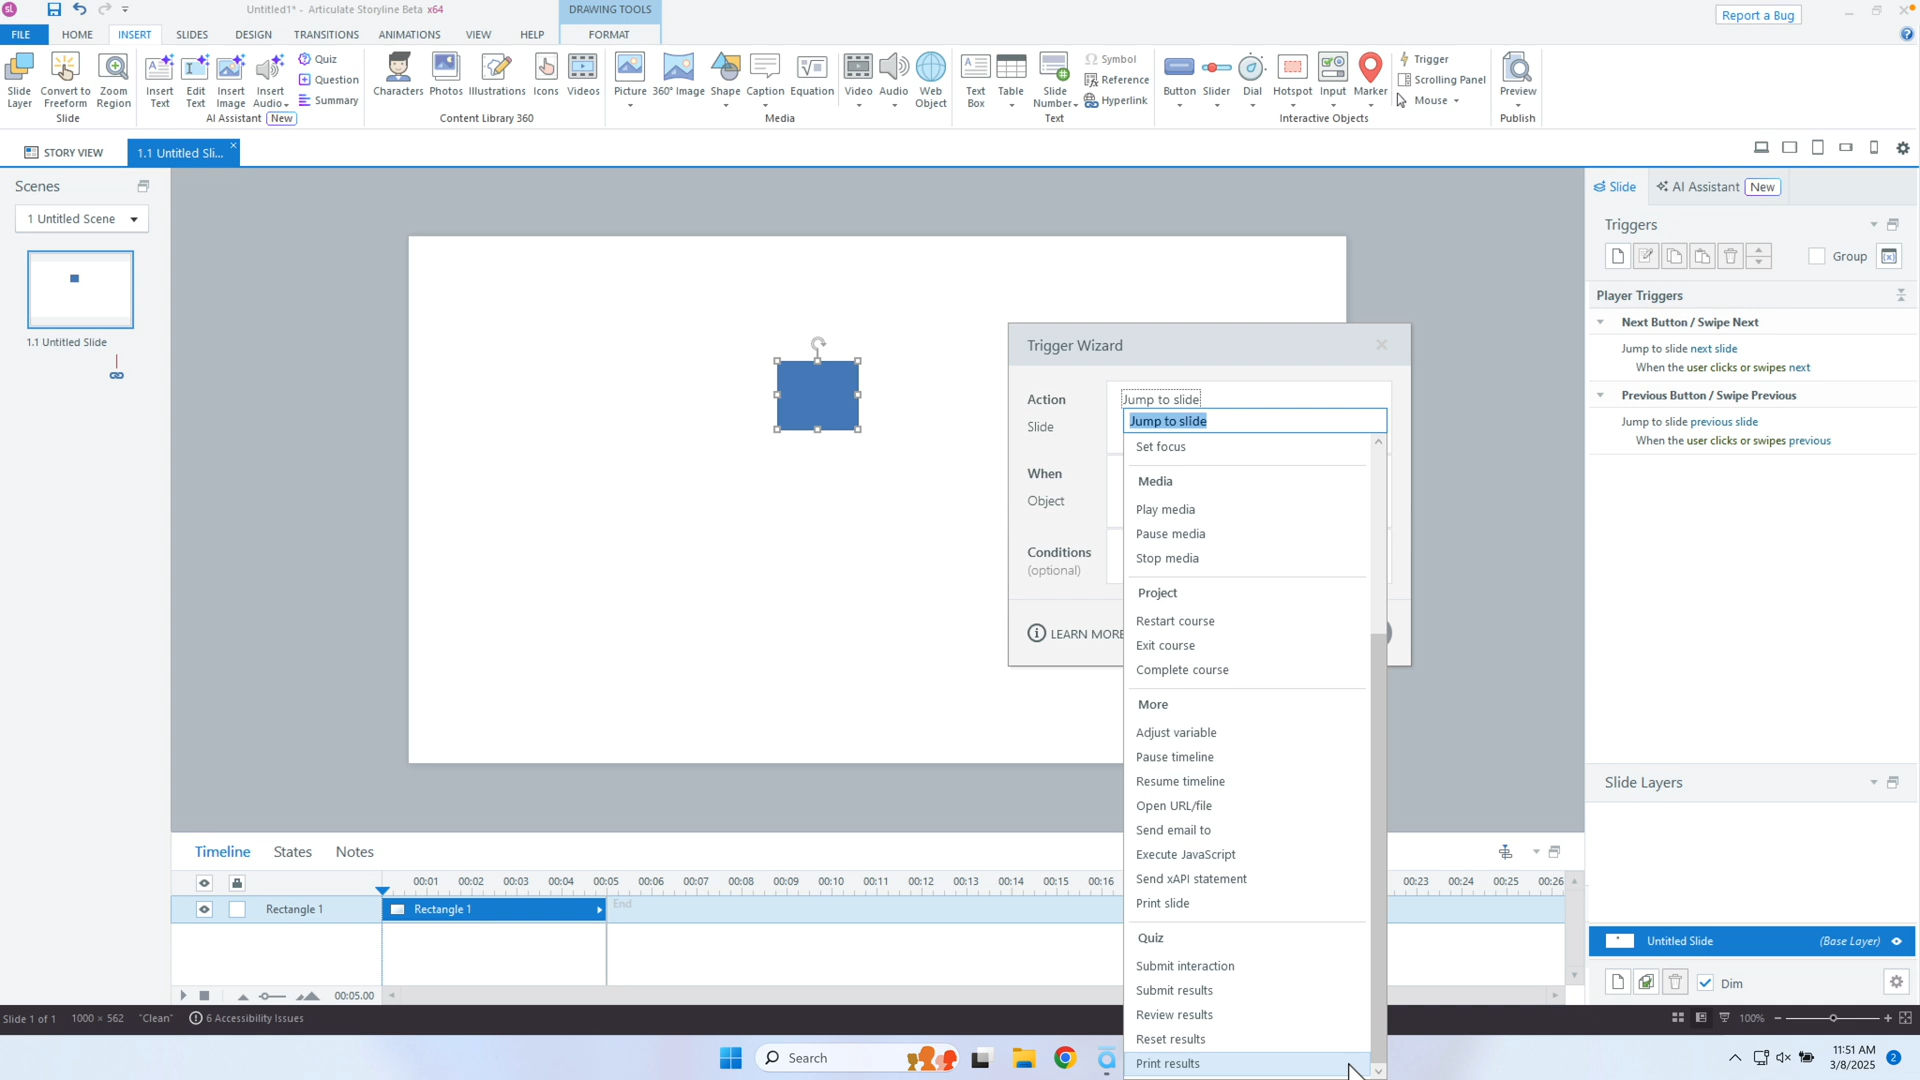 Untitled1* - Articulate Storyline Beta x64
DRAWING TOOLS
Report a Bug
FILE HOME INSERT SLIDES DESIGN TRANSITIONS ANIMATIONS VIEW HELP FORMAT
Slide Layer
Convert to Freeform
Zoom Region
Slide
Insert Text
Edit Text
Insert Image
Insert Audio
Quiz
Question
Summary
AI Assistant New
Characters
Photos
Illustrations
Icons
Videos
Content Library 360
Picture
360° Image
Shape
Caption
Equation
Video
Audio
Web Object
Media
Text Box
Table
Slide Number
Symbol
Reference
Hyperlink
Text
Button
Slider
Dial
Hotspot
Input
Marker
Trigger
Scrolling Panel
Mouse
Interactive Objects
Preview
Publish
STORY VIEW
1.1 Untitled Sli...
Scenes
1 Untitled Scene
1.1 Untitled Slide
Trigger Wizard
Action
Jump to slide
Slide
Jump to slide
Set focus
When
Object
Media
Play media
Pause media
Stop media
Conditions
(optional)
Project
Restart course
LEARN MORE
Exit course
Complete course
More
Adjust variable
Pause timeline
Resume timeline
Open URL/file
Send email to
Execute JavaScript
Send xAPI statement
Print slide
Quiz
Submit interaction
Submit results
Review results
Reset results
Print results
Slide
AI Assistant New
Triggers
Group
Player Triggers
Next Button / Swipe Next
Jump to slide next slide
When the user clicks or swipes next
Previous Button / Swipe Previous
Jump to slide previous slide
When the user clicks or swipes previous
Slide Layers
Untitled Slide (Base Layer)
Dim
Timeline States Notes
00:01 00:02 00:03 00:04 00:05 00:06 00:07 00:08 00:09 00:10 00:11 00:12 00:13 00:14 00:15 00:16 00:23 00:24 00:25 00:26
Rectangle 1
Rectangle 1
End
00:05.00
Slide 1 of 1 1000 × 562 "Clean" 6 Accessibility Issues
100%
Search
11:51 AM
3/8/2025
2